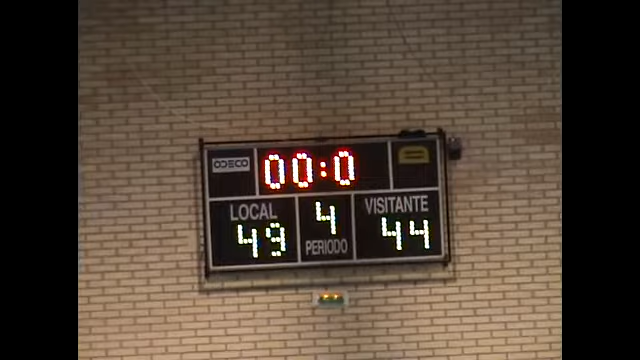 ODECO
00:0
LOCAL 4 VISITANTE
49 PERIODO 44